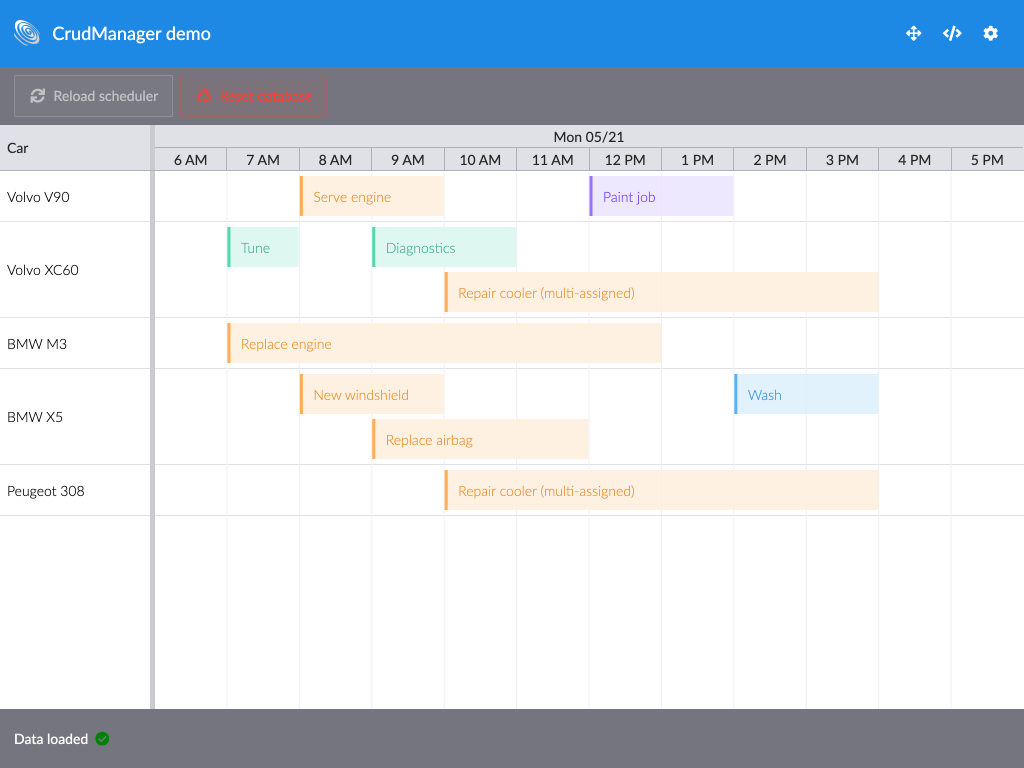 CrudManager demo
Reload scheduler Reset database
Car
Mon 05/21
6 AM 7 AM 8 AM 9 AM 10 AM 11 AM 12 PM 1 PM 2 PM 3 PM 4 PM 5 PM
Volvo V90 Serve engine Paint job
Tune Diagnostics
Volvo XC60
Repair cooler (multi-assigned)
BMW M3 Replace engine
New windshield Wash
BMW X5
Replace airbag
Peugeot 308 Repair cooler (multi-assigned)
Data loaded